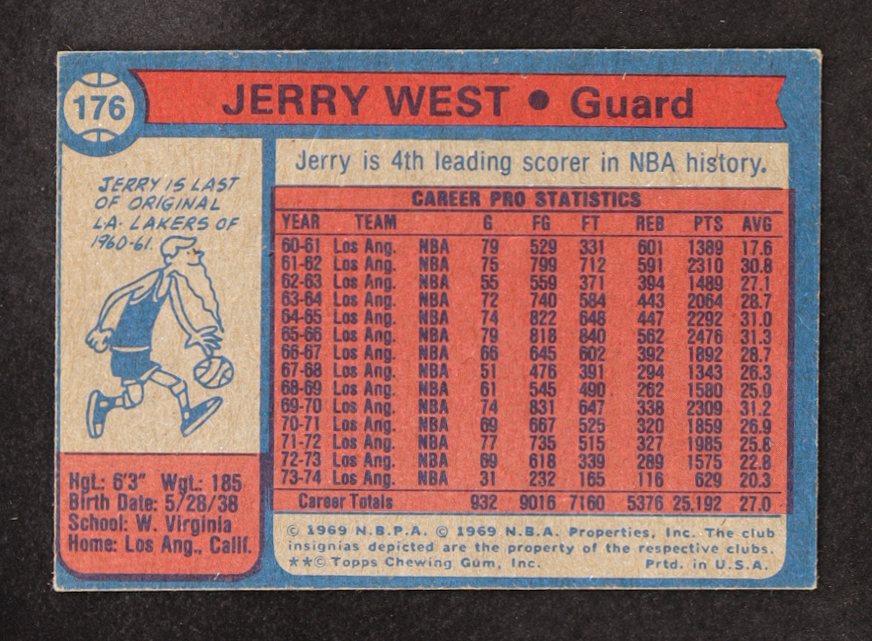 176
JERRY WEST • Guard
JERRY IS LAST
OF ORIGINAL
L.A. LAKERS OF
1960-61.
Hgt.: 6'3" Wgt.: 185
Birth Date: 5/28/38
School: W. Virginia
Home: Los Ang., Calif.
Jerry is 4th leading scorer in NBA history.
CAREER PRO STATISTICS
YEAR TEAM G FG FT REB PTS AVG
60-61 Los Ang. NBA 79 529 331 601 1389 17.6
61-62 Los Ang. NBA 75 799 712 591 2310 30.8
62-63 Los Ang. NBA 55 559 371 394 1489 27.1
63-64 Los Ang. NBA 72 740 584 443 2064 28.7
64-65 Los Ang. NBA 74 822 648 447 2292 31.0
65-66 Los Ang. NBA 79 818 840 562 2476 31.3
66-67 Los Ang. NBA 66 645 602 392 1892 28.7
67-68 Los Ang. NBA 51 476 391 294 1343 26.3
68-69 Los Ang. NBA 61 545 490 262 1580 25.9
69-70 Los Ang. NBA 74 831 647 338 2309 31.2
70-71 Los Ang. NBA 69 667 525 320 1859 26.9
71-72 Los Ang. NBA 77 735 515 327 1985 25.8
72-73 Los Ang. NBA 69 618 339 289 1575 22.8
73-74 Los Ang. NBA 31 232 165 116 629 20.3
Career Totals 932 9016 7160 5376 25,192 27.0
© 1969 N.B.P.A. © 1969 N.B.A. Properties, Inc. The club
insignias depicted are the property of the respective clubs.
**© Topps Chewing Gum, Inc. Prtd. in U.S.A.